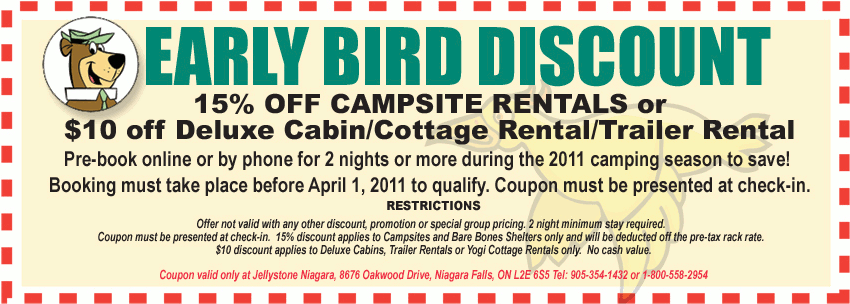 EARLY BIRD DISCOUNT
15% OFF CAMPSITE RENTALS or
$10 off Deluxe Cabin/Cottage Rental/Trailer Rental
Pre-book online or by phone for 2 nights or more during the 2011 camping season to save!
Booking must take place before April 1, 2011 to qualify. Coupon must be presented at check-in.
RESTRICTIONS
Offer not valid with any other discount, promotion or special group pricing. 2 night minimum stay required.
Coupon must be presented at check-in. 15% discount applies to Campsites and Bare Bones Shelters only and will be deducted off the pre-tax rack rate.
$10 discount applies to Deluxe Cabins, Trailer Rentals or Yogi Cottage Rentals only. No cash value.
Coupon valid only at Jellystone Niagara, 8676 Oakwood Drive, Niagara Falls, ON L2E 6S5 Tel: 905-354-1432 or 1-800-558-2954